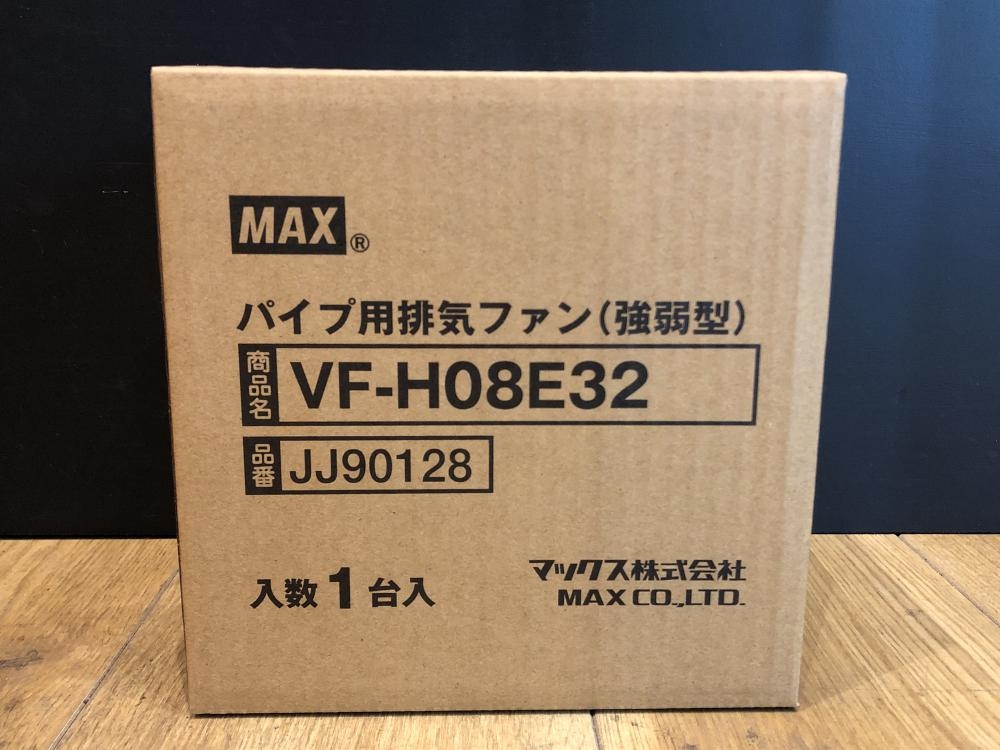 MAX®
パイプ用排気ファン(強弱型)
商品名 VF-H08E32
品番 JJ90128
入数1台入
マックス株式会社
MAX CO.,LTD.